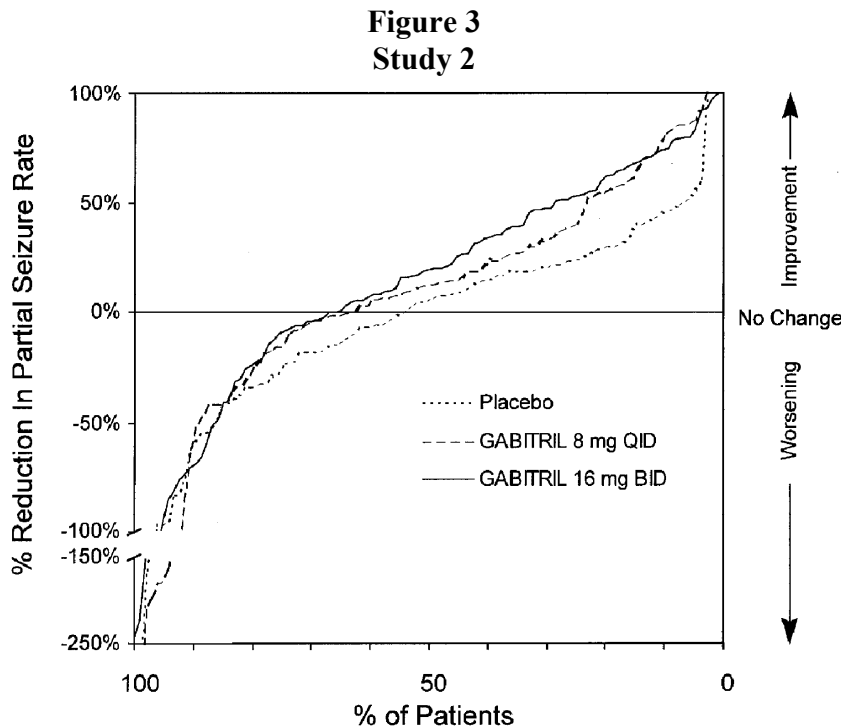 Figure 3
Study 2
% Reduction In Partial Seizure Rate
100%
50%
0%
-50%
-100%
-150%
-250%
Improvement
No Change
Worsening
Placebo
GABITRIL 8 mg QID
GABITRIL 16 mg BID
100 50 0
% of Patients